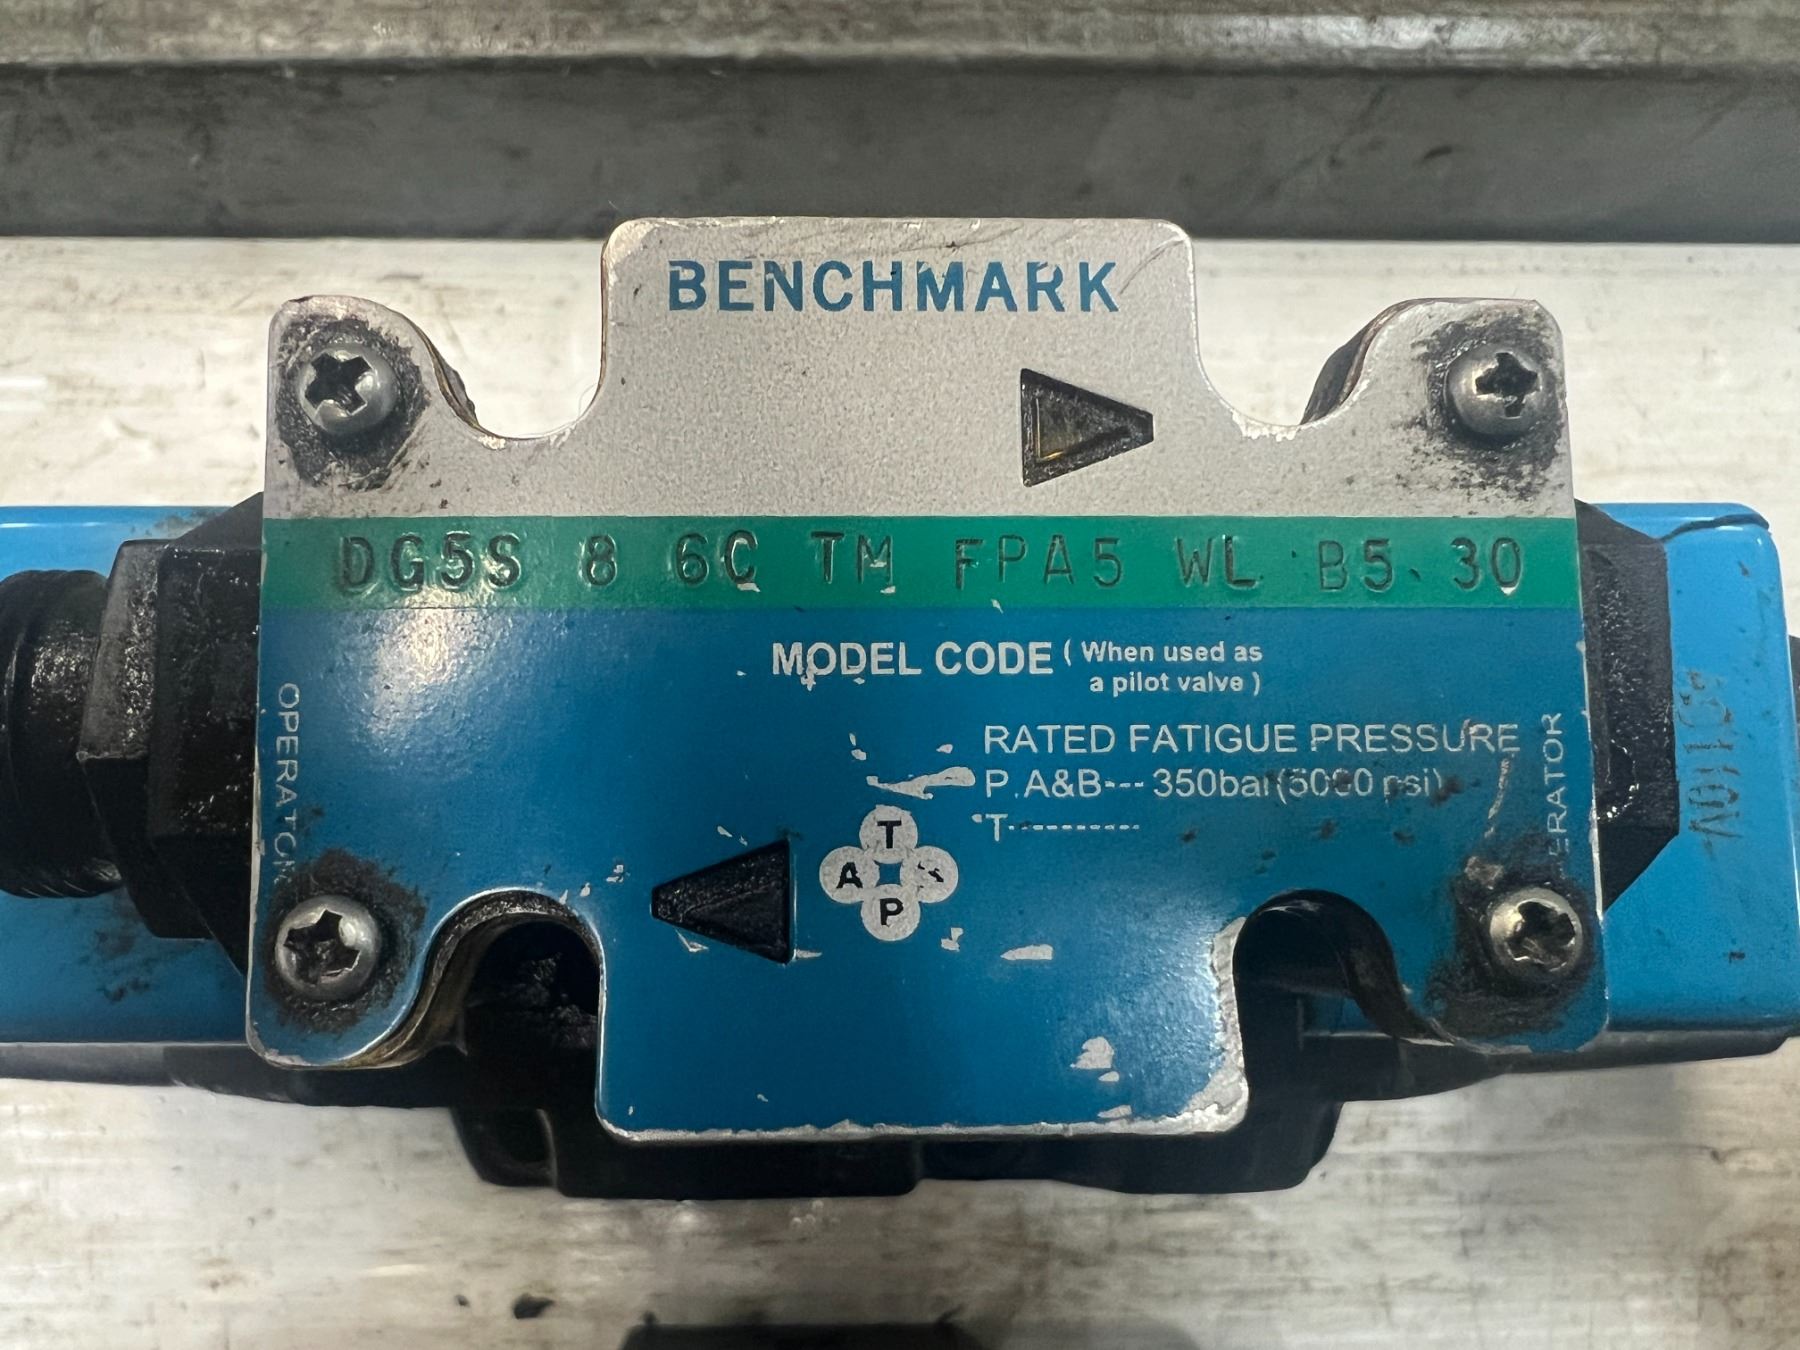 BENCHMARK
DG5S 8 6C TM FPA5 WL B5 30
MODEL CODE (When used as
a pilot valve)
OPERATOR
RATED FATIGUE PRESSURE
P.A&B--- 350bar(5000 psi)
T----------
ERATOR
T
A
P